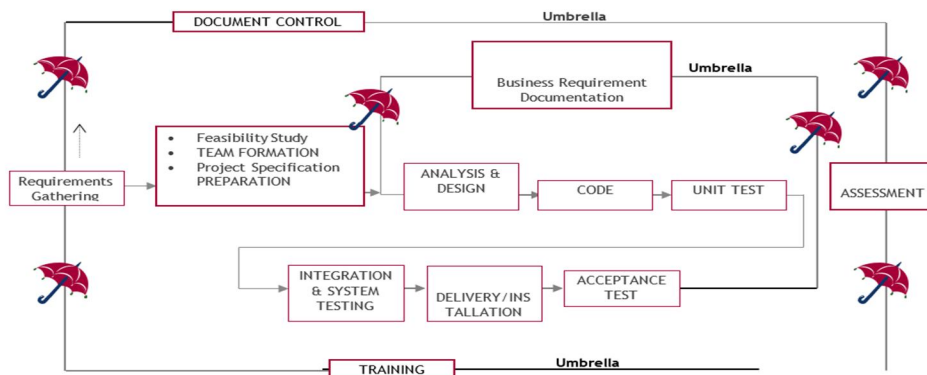 DOCUMENT CONTROL
Umbrella
Business Requirement
Documentation
Umbrella
• Feasibility Study
• TEAM FORMATION
• Project Specification
PREPARATION
Requirements
Gathering
ANALYSIS &
DESIGN
CODE
UNIT TEST
ASSESSMENT
INTEGRATION
& SYSTEM
TESTING
DELIVERY/INS
TALLATION
ACCEPTANCE
TEST
TRAINING
Umbrella